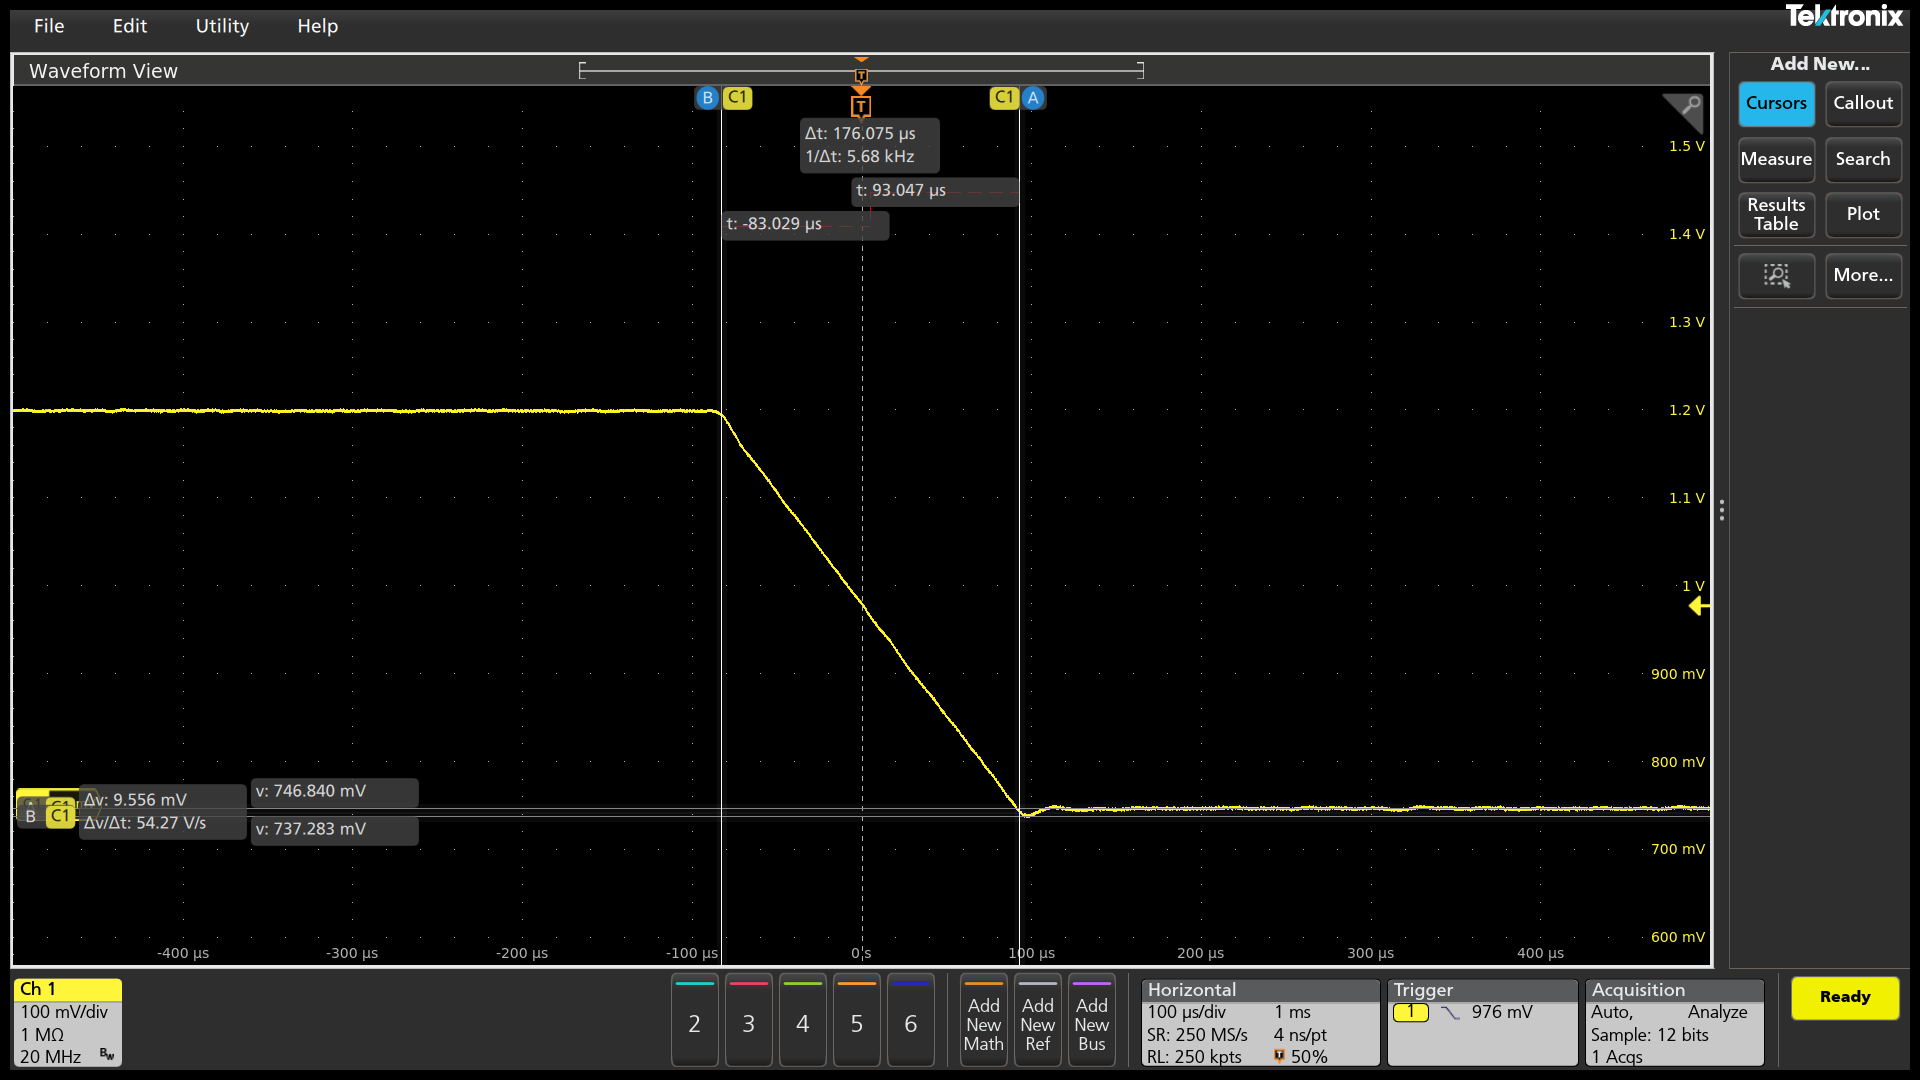 File Edit Utility Help
Tektronix
Waveform View
Add New...
T
B C1
T
C1 A
Cursors Callout
Δt: 176.075 µs
1/Δt: 5.68 kHz
Measure Search
t: 93.047 µs
t: -83.029 µs
Results Table Plot
More...
1.5 V
1.4 V
1.3 V
1.2 V
1.1 V
1 V
900 mV
800 mV
700 mV
600 mV
Δv: 9.556 mV
Δv/Δt: 54.27 V/s
v: 746.840 mV
v: 737.283 mV
B C1
-400 µs -300 µs -200 µs -100 µs 0 s 100 µs 200 µs 300 µs 400 µs
Ch 1
100 mV/div
1 MΩ
20 MHz Bw
2 3 4 5 6
Add New Math
Add New Ref
Add New Bus
Horizontal
100 µs/div 1 ms
SR: 250 MS/s 4 ns/pt
RL: 250 kpts T 50%
Trigger
1 976 mV
Acquisition
Auto, Analyze
Sample: 12 bits
1 Acqs
Ready